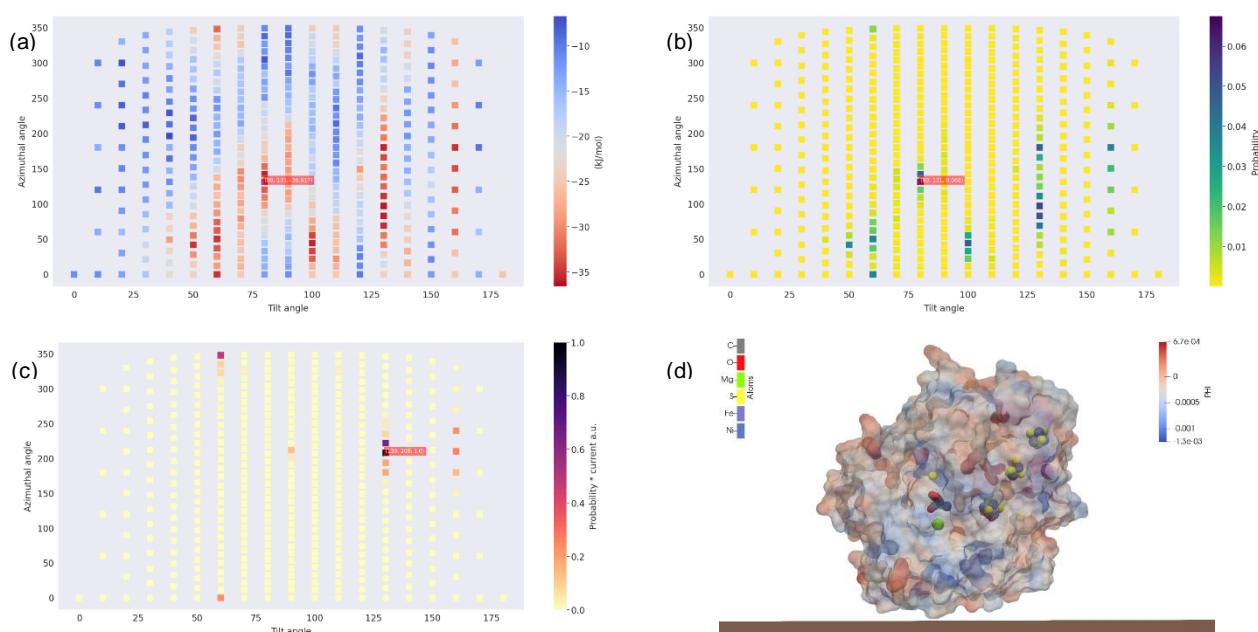 (a)
350
300
250
200
150
100
50
0
Azimuthal angle
0 25 50 75 100 125 150 175
Tilt angle
−10
−15
−20
−25
−30
−35
(kJ/mol)
(b)
350
300
250
200
150
100
50
0
Azimuthal angle
0 25 50 75 100 125 150 175
Tilt angle
0.06
0.05
0.04
0.03
0.02
0.01
Probability
(c)
350
300
250
200
150
100
50
0
Azimuthal angle
0 25 50 75 100 125 150 175
Tilt angle
1.0
0.8
0.6
0.4
0.2
0.0
Probability * current a.u.
C
O
Mg
S
Fe
Ni
Atoms
(d)
6.7e-04
0
-0.0005
-0.001
-1.3e-03
PHI